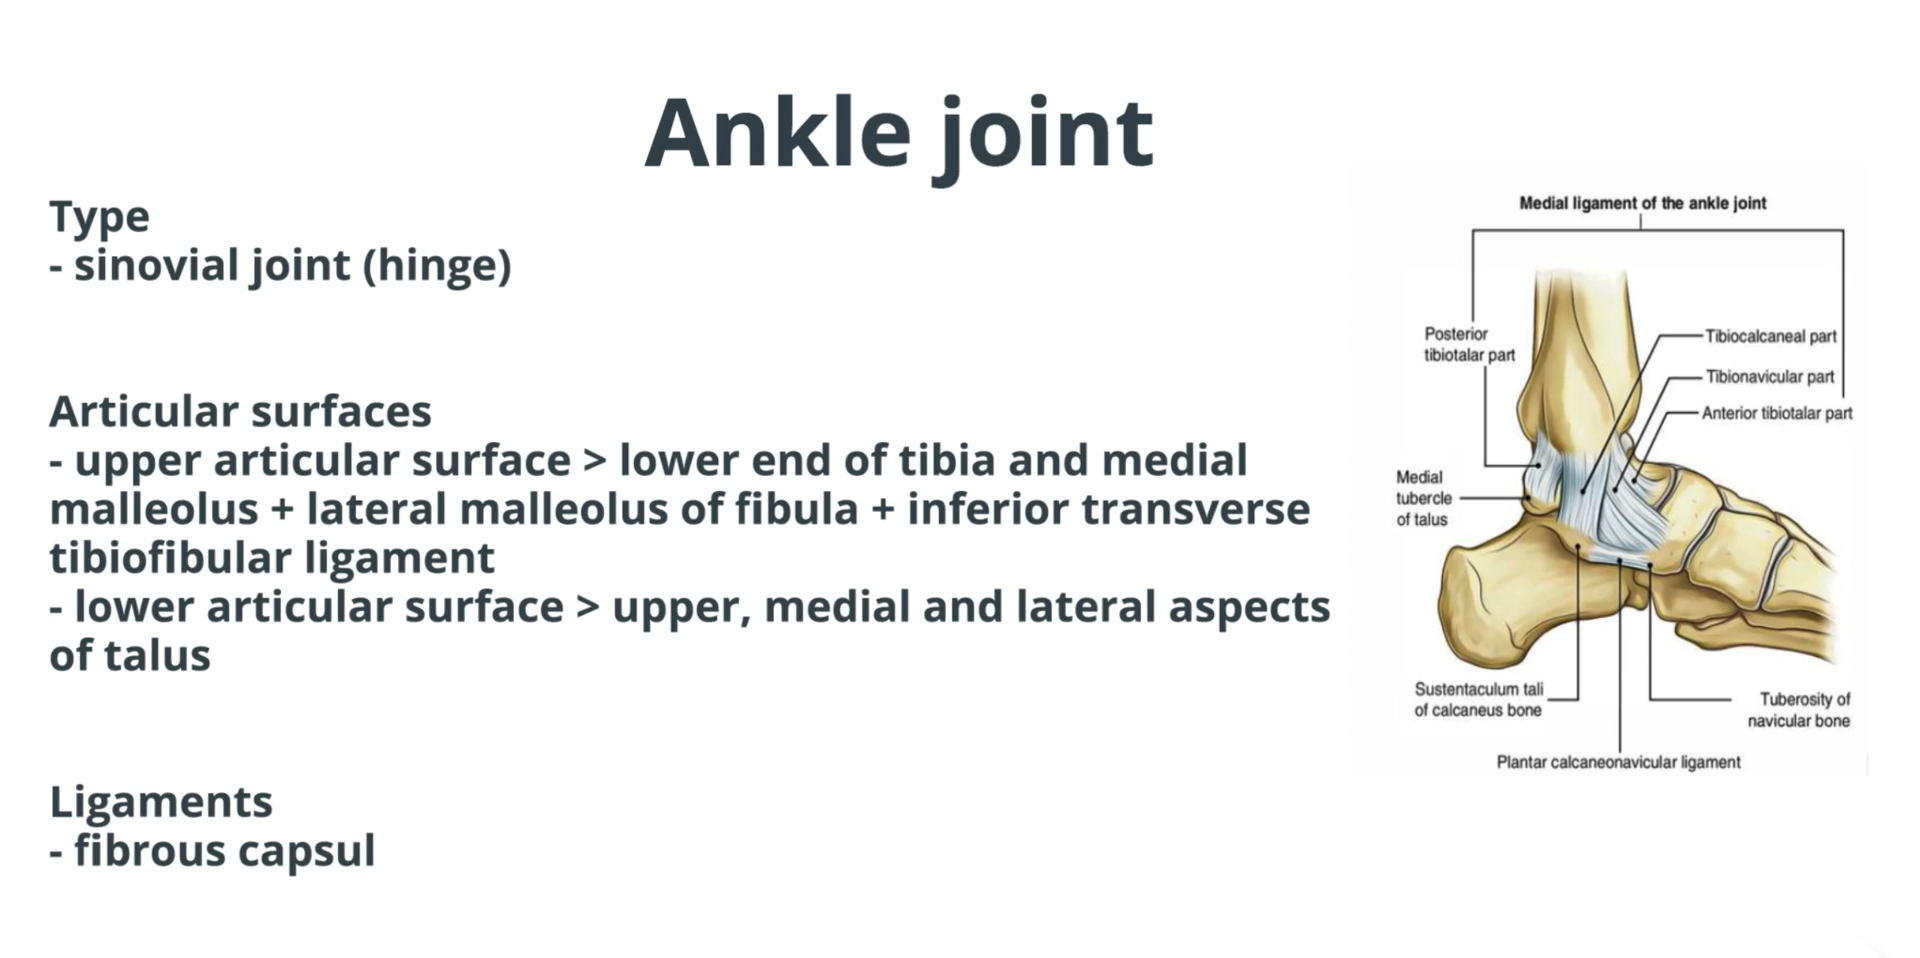 Ankle joint
Type
- sinovial joint (hinge)
Articular surfaces
- upper articular surface > lower end of tibia and medial
malleolus + lateral malleolus of fibula + inferior transverse
tibiofibular ligament
- lower articular surface > upper, medial and lateral aspects
of talus
Ligaments
- fibrous capsul
Medial ligament of the ankle joint
Posterior
tibiotalar part
Tibiocalcaneal part
Tibionavicular part
Anterior tibiotalar part
Medial
tubercle
of talus
Sustentaculum tali
of calcaneus bone
Tuberosity of
navicular bone
Plantar calcaneonavicular ligament